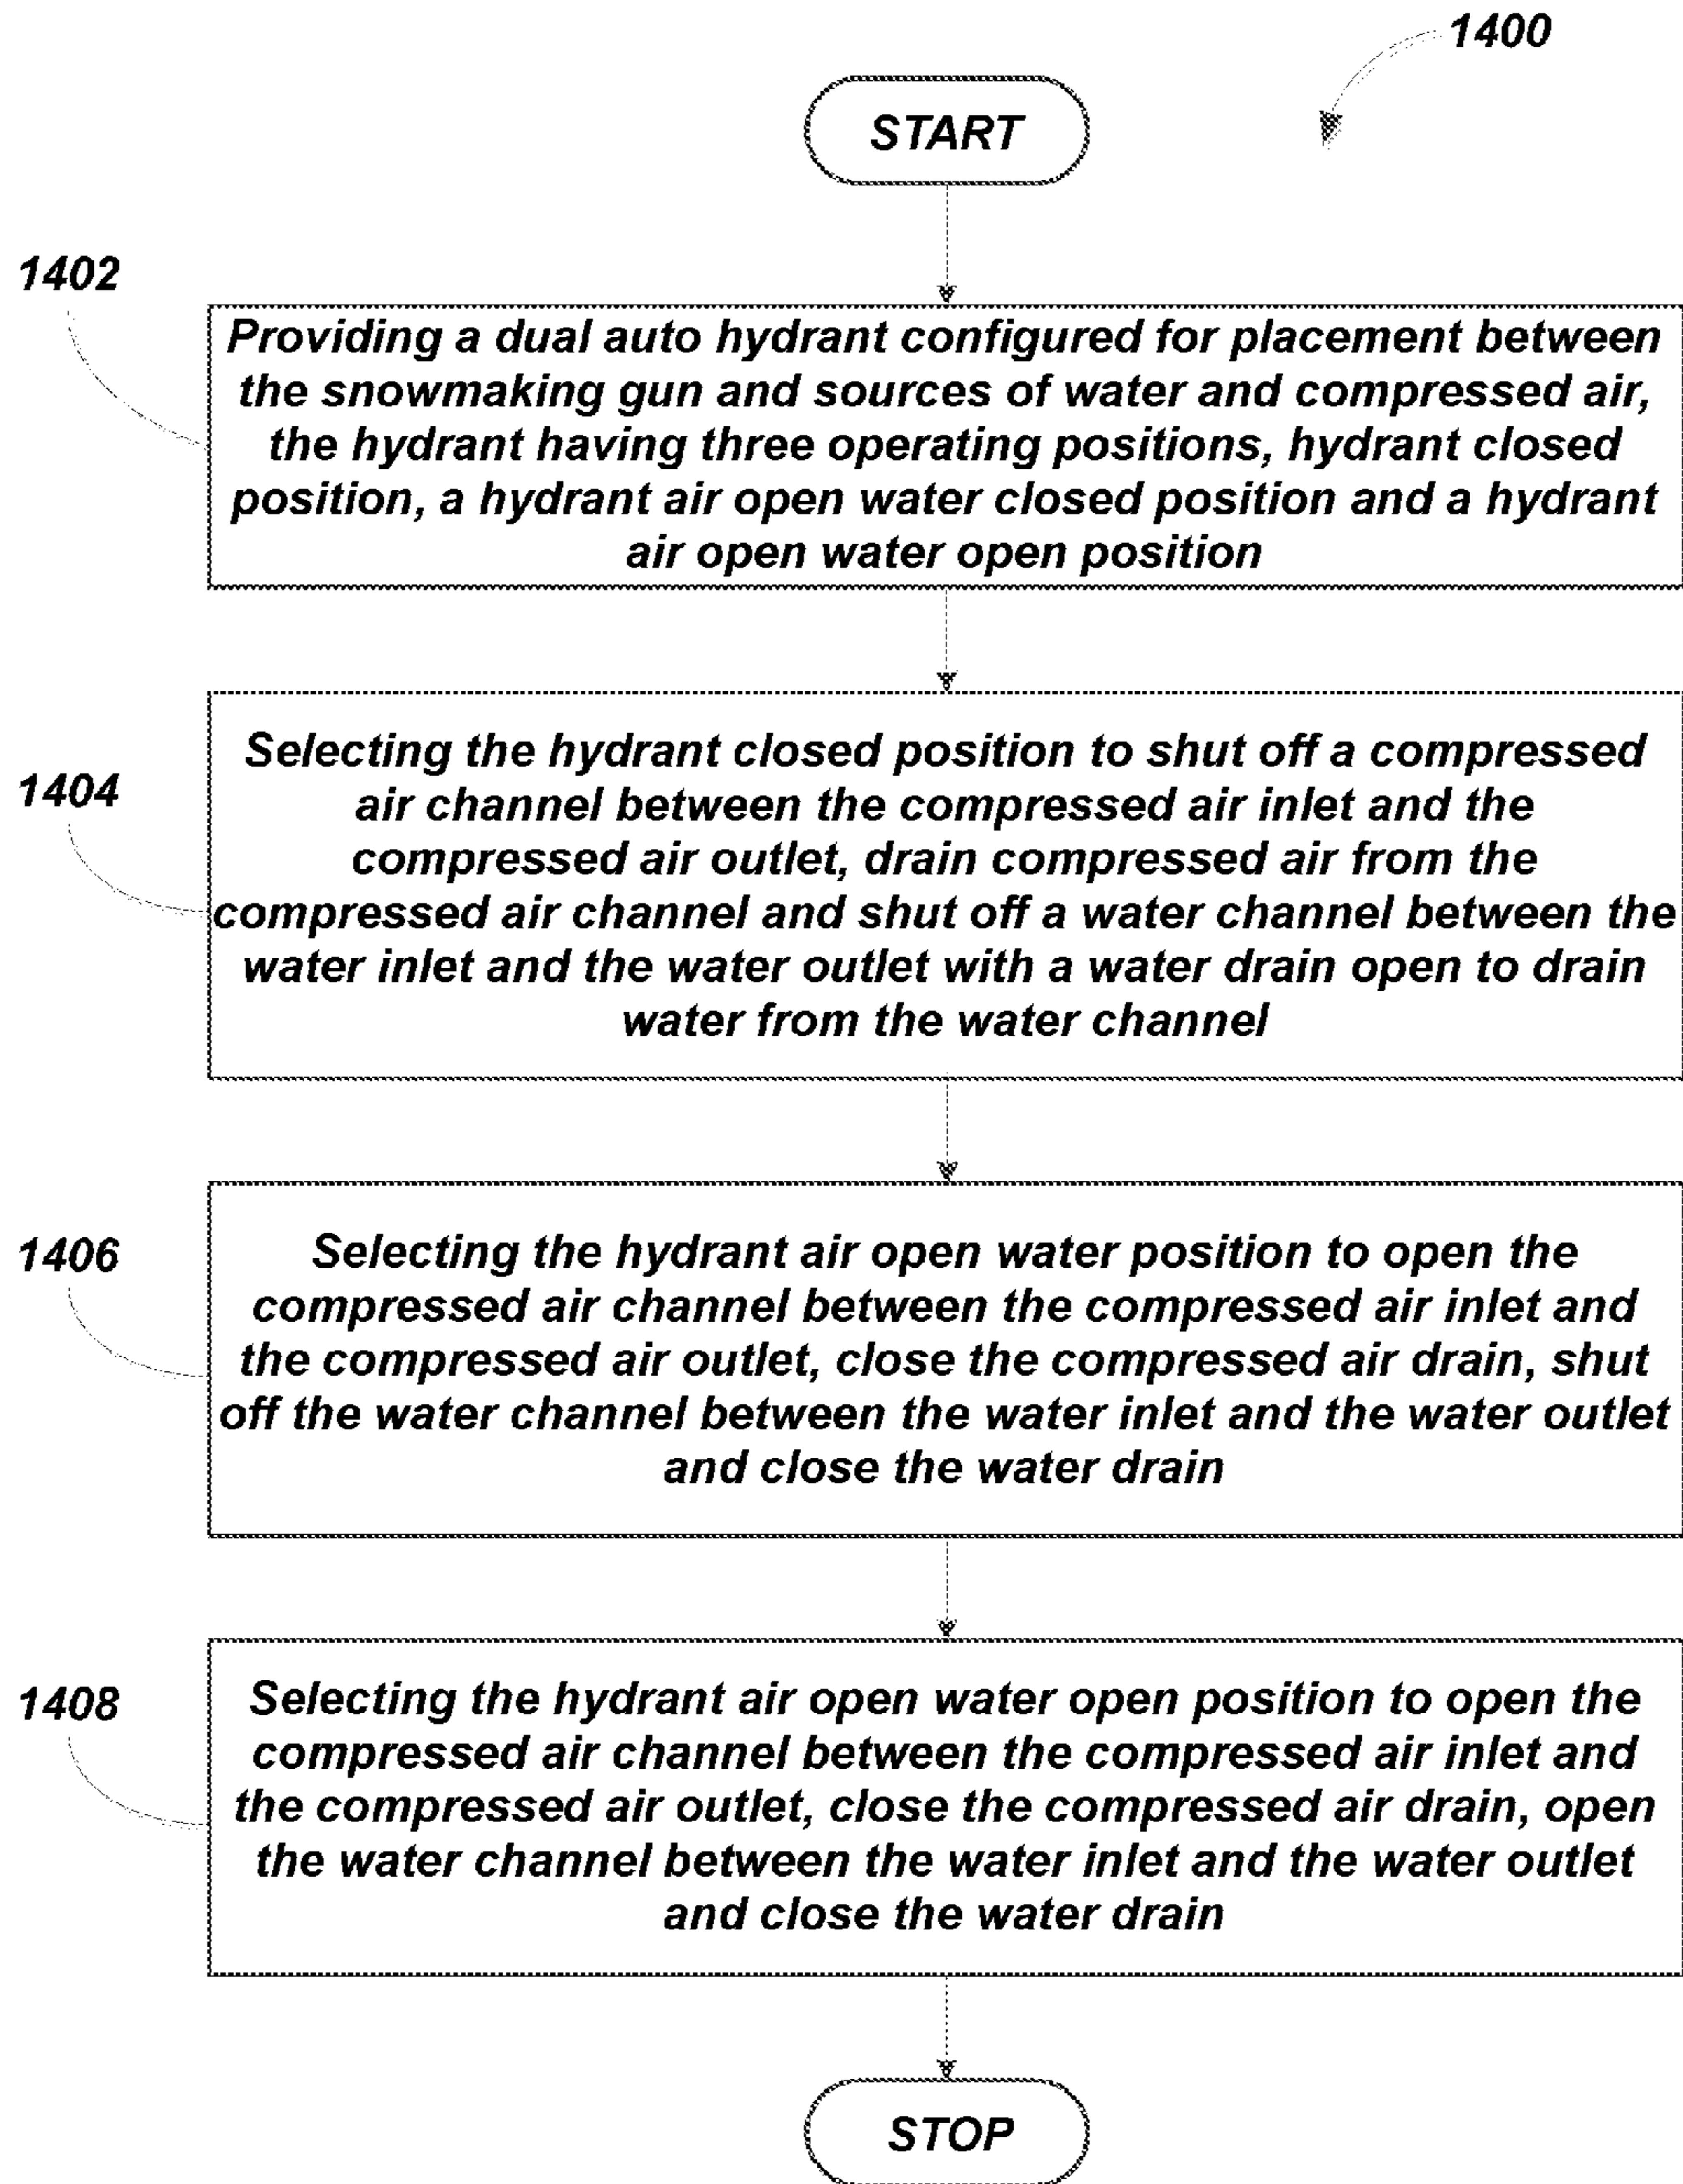 1400
START
1402
Providing a dual auto hydrant configured for placement between
the snowmaking gun and sources of water and compressed air,
the hydrant having three operating positions, hydrant closed
position, a hydrant air open water closed position and a hydrant
air open water open position
1404
Selecting the hydrant closed position to shut off a compressed
air channel between the compressed air inlet and the
compressed air outlet, drain compressed air from the
compressed air channel and shut off a water channel between the
water inlet and the water outlet with a water drain open to drain
water from the water channel
1406
Selecting the hydrant air open water position to open the
compressed air channel between the compressed air inlet and
the compressed air outlet, close the compressed air drain, shut
off the water channel between the water inlet and the water outlet
and close the water drain
1408
Selecting the hydrant air open water open position to open the
compressed air channel between the compressed air inlet and
the compressed air outlet, close the compressed air drain, open
the water channel between the water inlet and the water outlet
and close the water drain
STOP